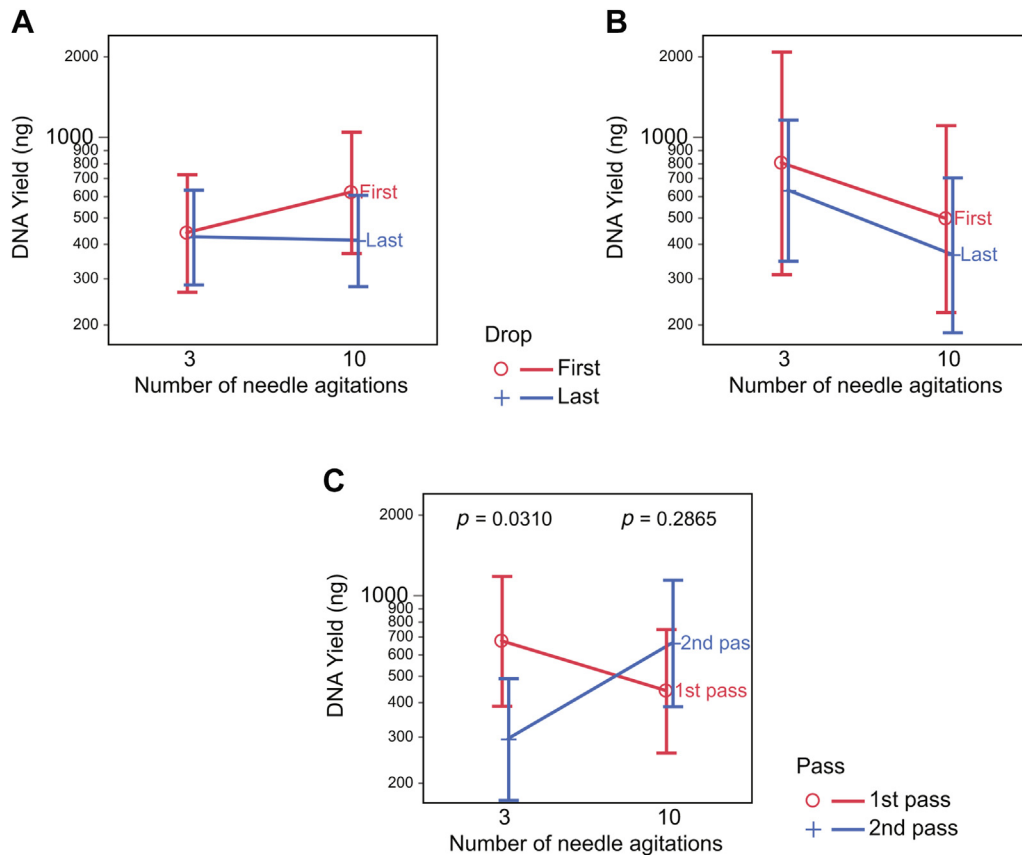 A
2000
1000
900
800
700
600
500
400
300
200
DNA Yield (ng)
First
Last
3
10
Number of needle agitations
B
2000
1000
900
800
700
600
500
400
300
200
DNA Yield (ng)
First
Last
3
10
Number of needle agitations
Drop
First
Last
C
p = 0.0310
p = 0.2865
2000
1000
900
800
700
600
500
400
300
200
DNA Yield (ng)
2nd pas
1st pass
3
10
Number of needle agitations
Pass
1st pass
2nd pass